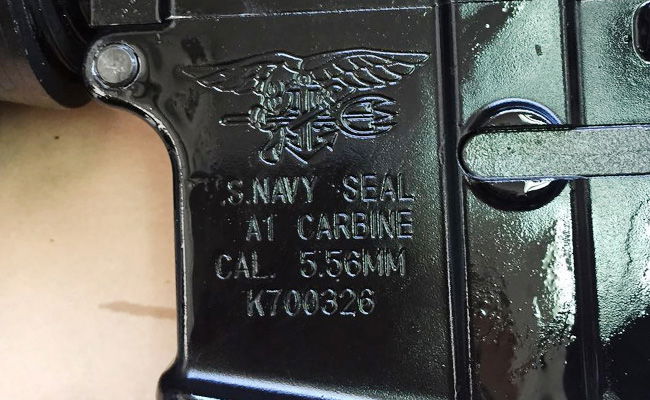 U.S.NAVY SEAL
A1 CARBINE
CAL. 5.56MM
K700326